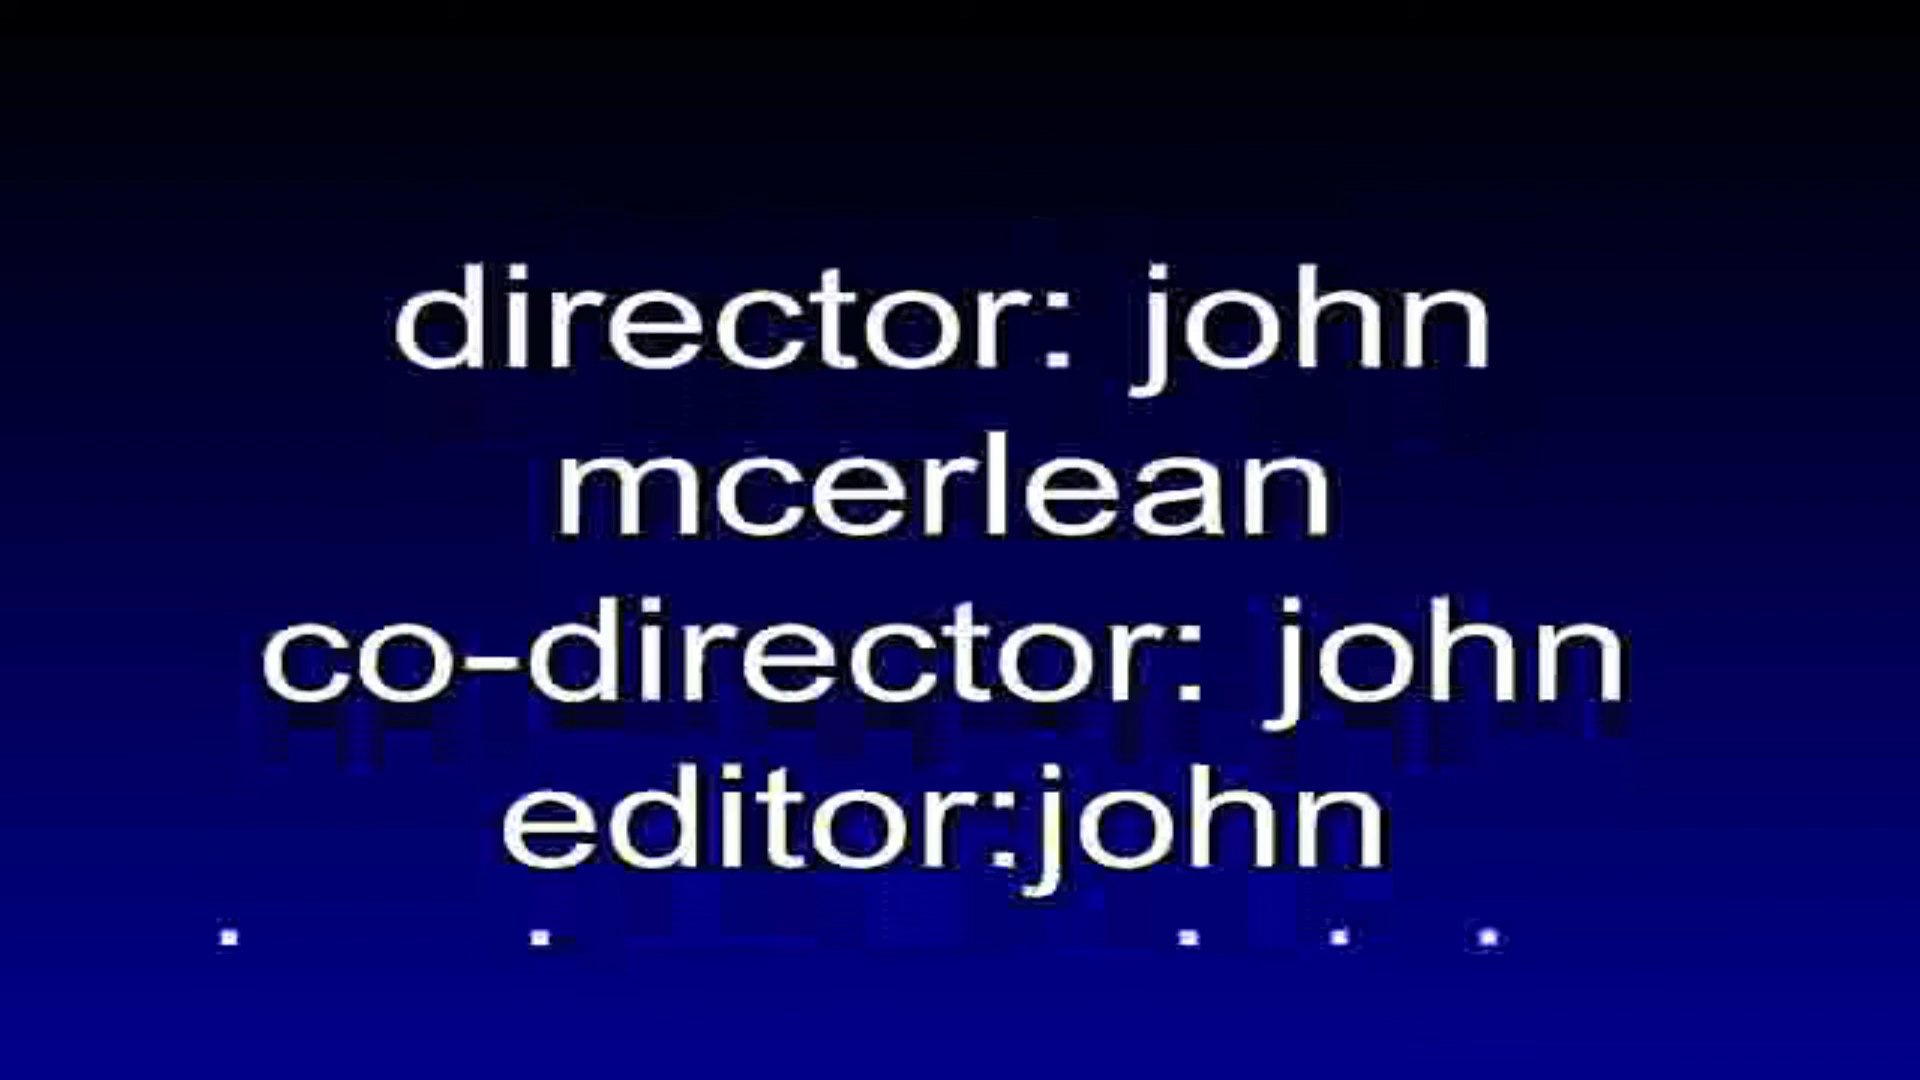 director: john
mcerlean
co-director: john
editor:john